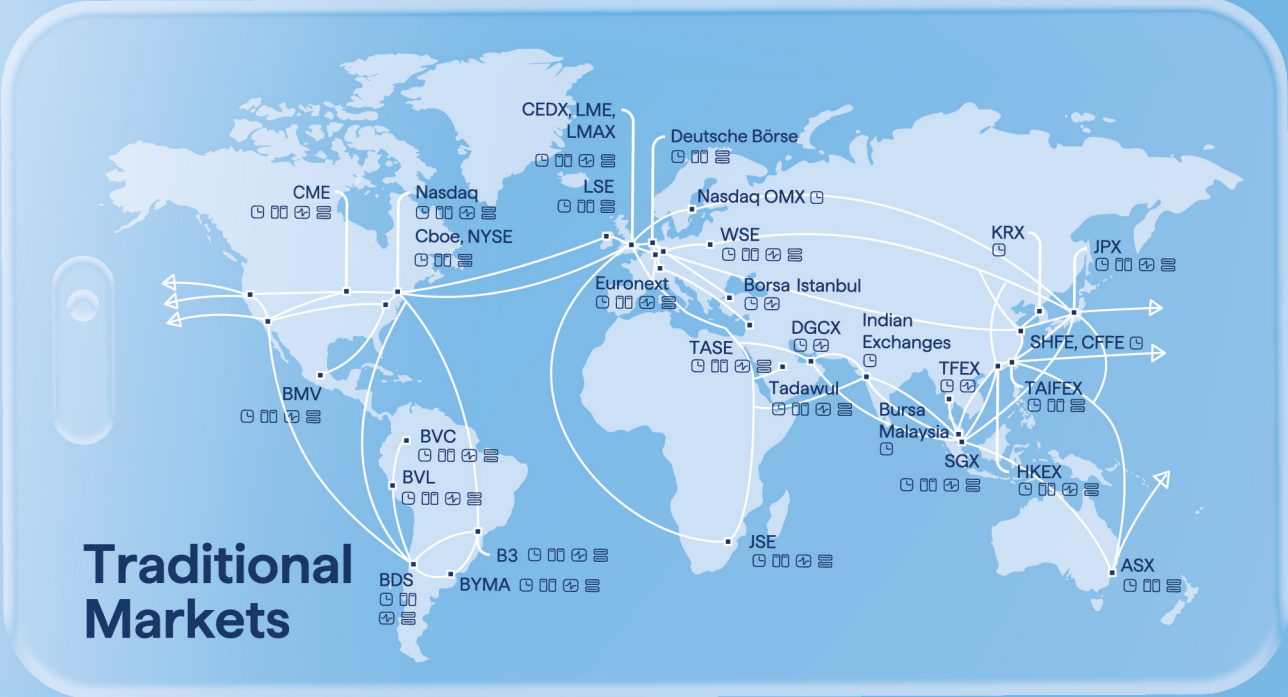 CEDX, LME,
LMAX
Deutsche Börse
CME
Nasdaq
LSE
Nasdaq OMX
Cboe, NYSE
WSE
KRX
JPX
Euronext
Borsa Istanbul
DGCX
Indian
Exchanges
SHFE, CFFE
TASE
TFEX
Tadawul
TAIFEX
BMV
Bursa
Malaysia
BVC
SGX
HKEX
BVL
Traditional
Markets
B3
JSE
BDS
BYMA
ASX